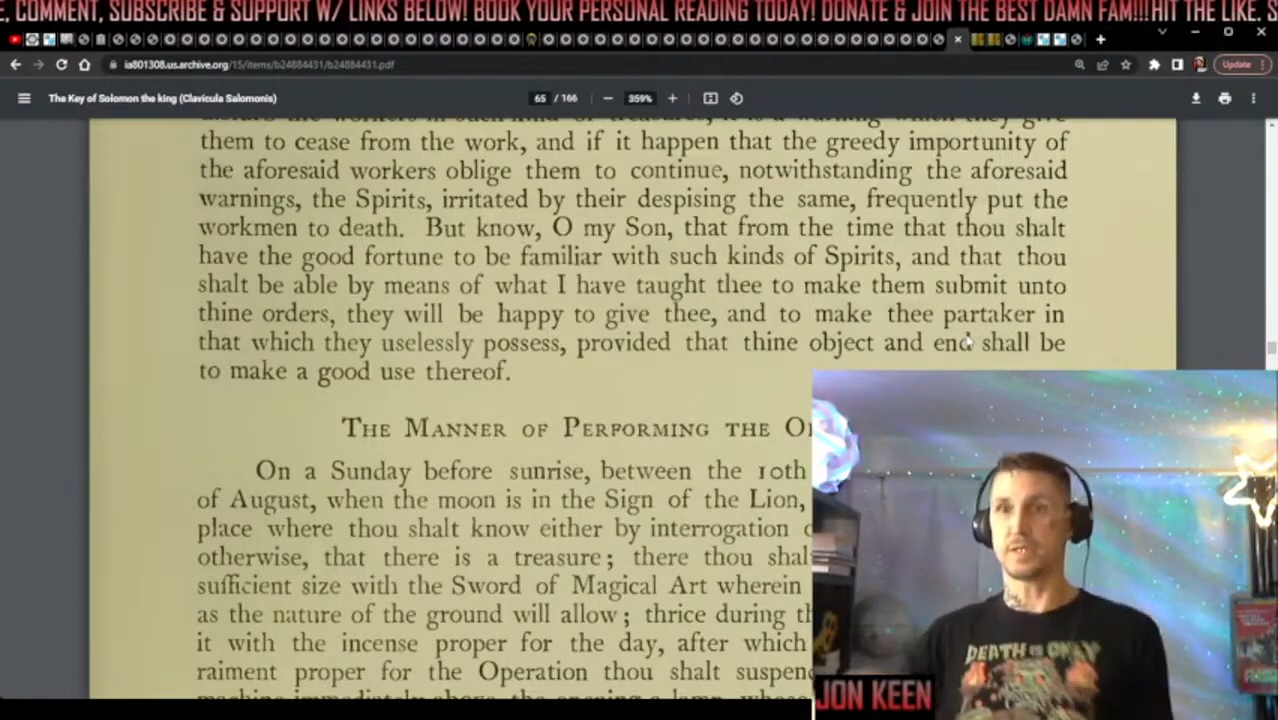 E, COMMENT, SUBSCRIBE & SUPPORT W/ LINKS BELOW! BOOK YOUR PERSONAL READING TODAY! DONATE & JOIN THE BEST DAMN FAM!!!HIT THE LIKE, S
Update
ia801308.us.archive.org/15/items/b24884431/b24884431.pdf
The Key of Solomon the king (Clavicula Salomonis)
65 / 166
359%
them to cease from the work, and if it happen that the greedy importunity of
the aforesaid workers oblige them to continue, notwithstanding the aforesaid
warnings, the Spirits, irritated by their despising the same, frequently put the
workmen to death. But know, O my Son, that from the time that thou shalt
have the good fortune to be familiar with such kinds of Spirits, and that thou
shalt be able by means of what I have taught thee to make them submit unto
thine orders, they will be happy to give thee, and to make thee partaker in
that which they uselessly possess, provided that thine object and end shall be
to make a good use thereof.
THE MANNER OF PERFORMING THE O
On a Sunday before sunrise, between the 10th
of August, when the moon is in the Sign of the Lion,
place where thou shalt know either by interrogation
otherwise, that there is a treasure; there thou shal
sufficient size with the Sword of Magical Art wherein
as the nature of the ground will allow; thrice during th
it with the incense proper for the day, after which
raiment proper for the Operation thou shalt suspen
DEATH IS ONLY
JON KEEN